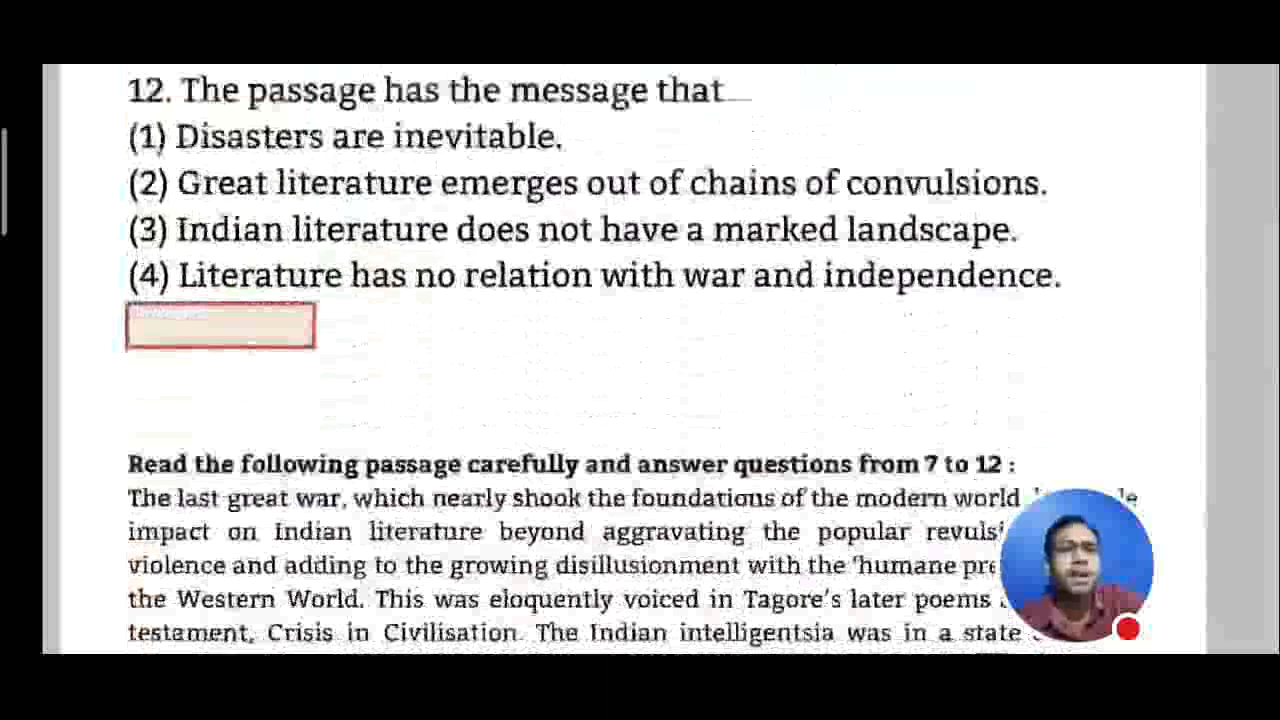 12. The passage has the message that
(1) Disasters are inevitable.
(2) Great literature emerges out of chains of convulsions.
(3) Indian literature does not have a marked landscape.
(4) Literature has no relation with war and independence.
Read the following passage carefully and answer questions from 7 to 12 :
The last great war, which nearly shook the foundations of the modern world
impact on Indian literature beyond aggravating the popular
violence and adding to the growing disillusionment with the 'humane
the Western World. This was eloquently voiced in Tagore's later poems
testament, Crisis in Civilisation. The Indian intelligentsia was in a state